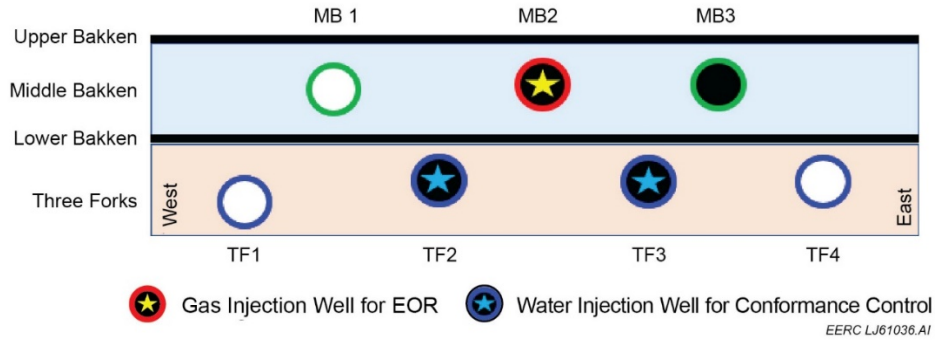 MB 1 MB2 MB3
Upper Bakken
Middle Bakken
Lower Bakken
Three Forks
West
East
TF1 TF2 TF3 TF4
Gas Injection Well for EOR Water Injection Well for Conformance Control
EERC LJ61036.AI